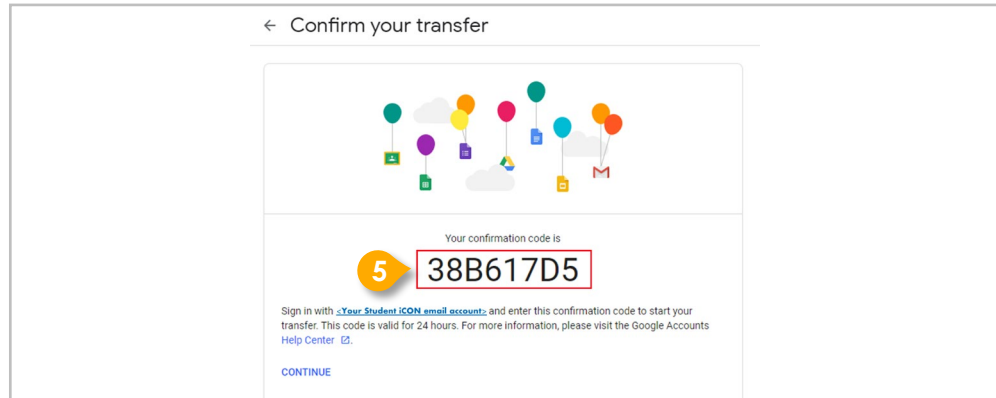 ← Confirm your transfer
Your confirmation code is
5
38B617D5
Sign in with <Your Student iCON email account> and enter this confirmation code to start your
transfer. This code is valid for 24 hours. For more information, please visit the Google Accounts
Help Center.
CONTINUE